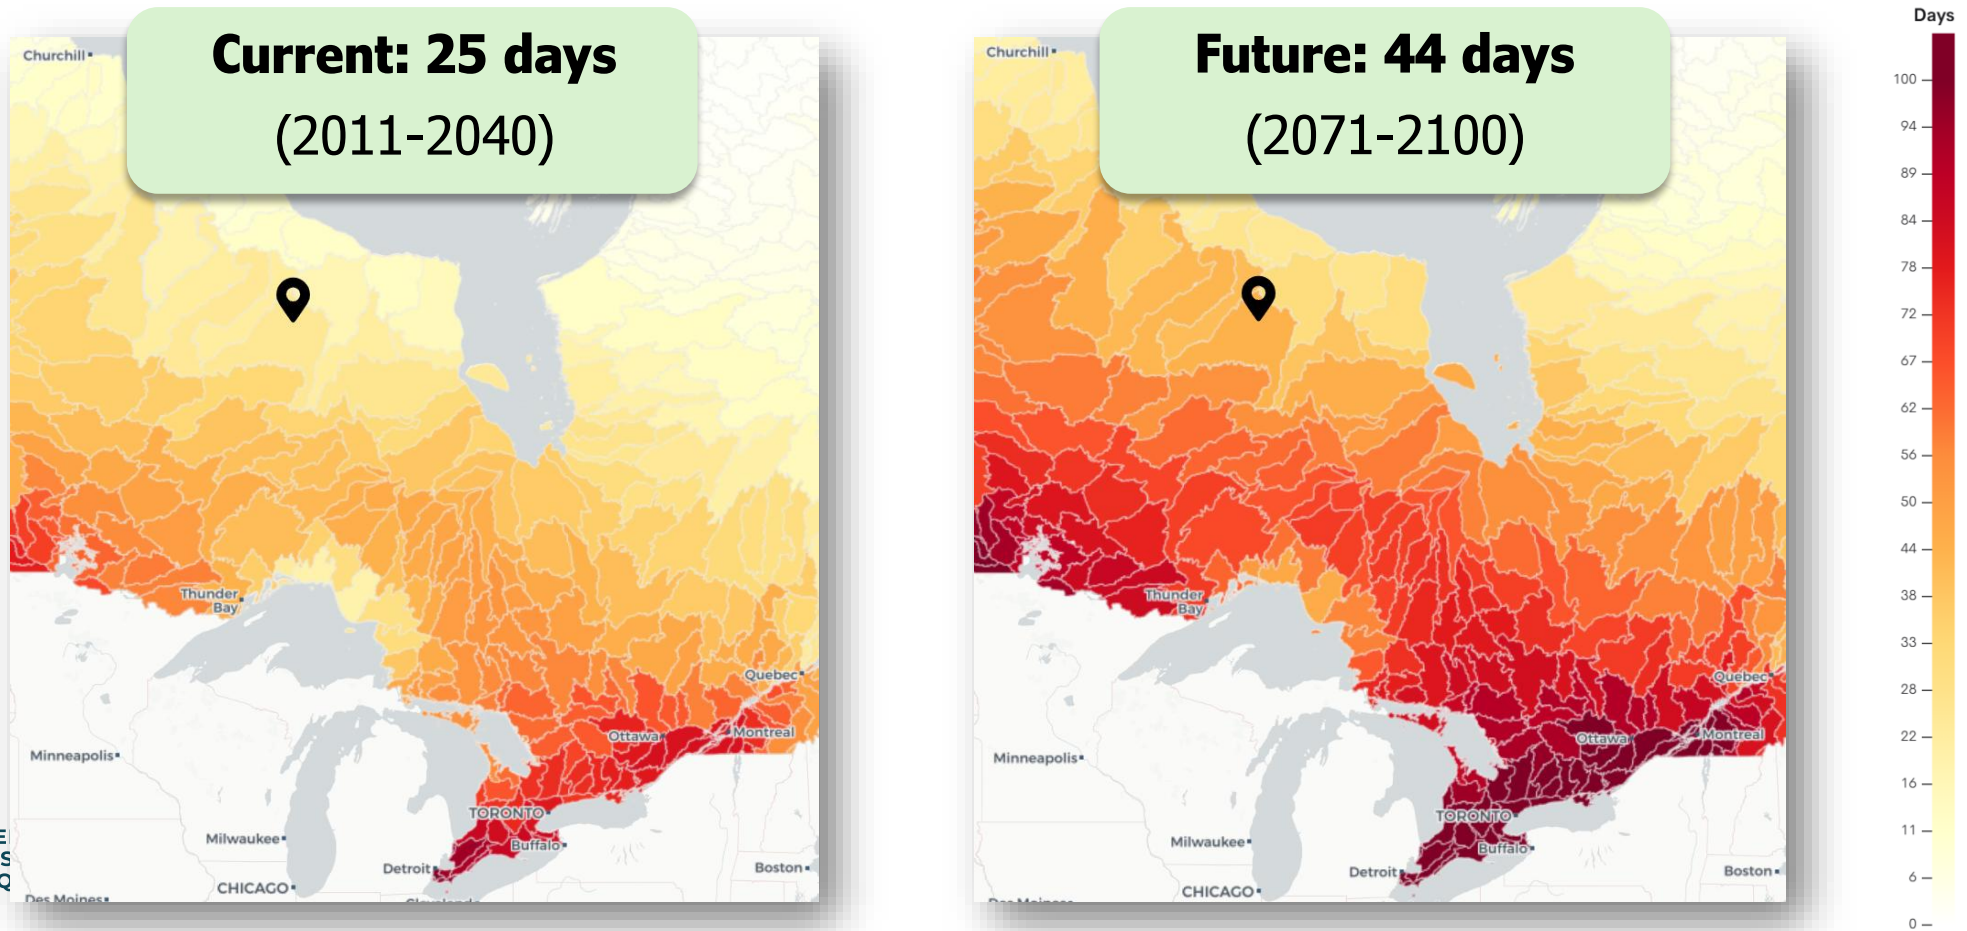 Current: 25 days
(2011-2040)
Churchill
Thunder
Bay
Quebec
Ottawa
Montreal
Minneapolis
TORONTO
Milwaukee
Buffalo
Detroit
Boston
CHICAGO
Des Moines
E
S
Future: 44 days
(2071-2100)
Churchill
Thunder
Bay
Quebec
Ottawa
Montreal
Minneapolis
TORONTO
Milwaukee
Buffalo
Detroit
Boston
CHICAGO
Days
100
94
89
84
78
72
67
62
56
50
44
38
33
28
22
16
11
6
0